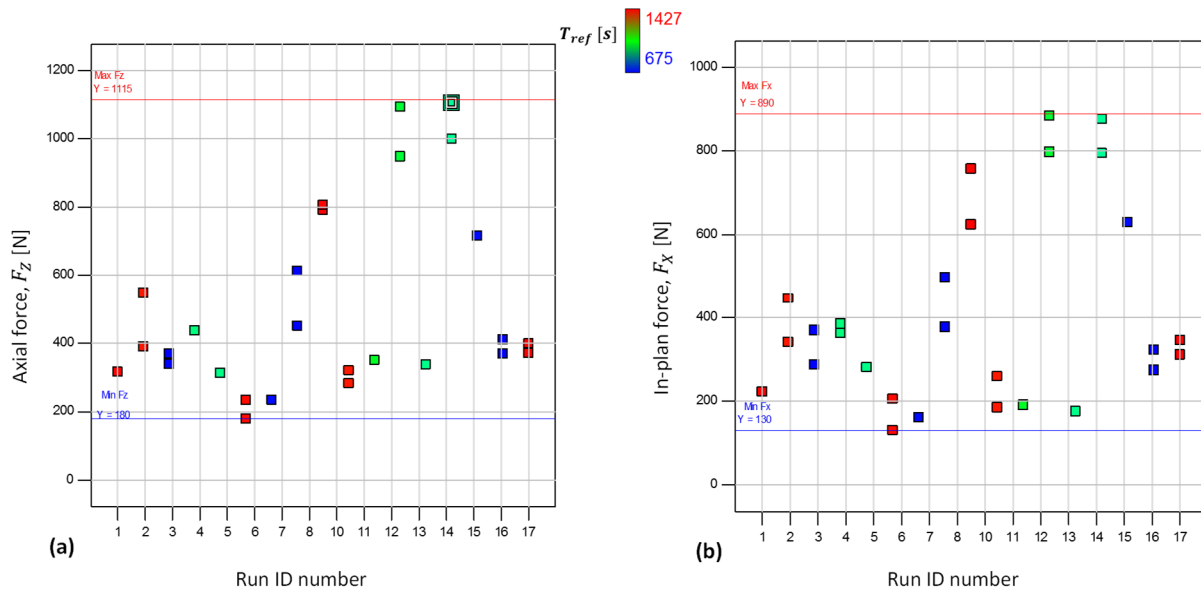 T_ref [s]
1427
675
Axial force, F_Z [N]
1200
1000
800
600
400
200
0
Max Fz
Y = 1115
Min Fz
Y = 180
1 2 3 4 5 6 7 8 9 10 11 12 13 14 15 16 17
(a)
Run ID number
In-plan force, F_X [N]
1000
800
600
400
200
0
Max Fx
Y = 890
Min Fx
Y = 130
1 2 3 4 5 6 7 8 9 10 11 12 13 14 15 16 17
(b)
Run ID number